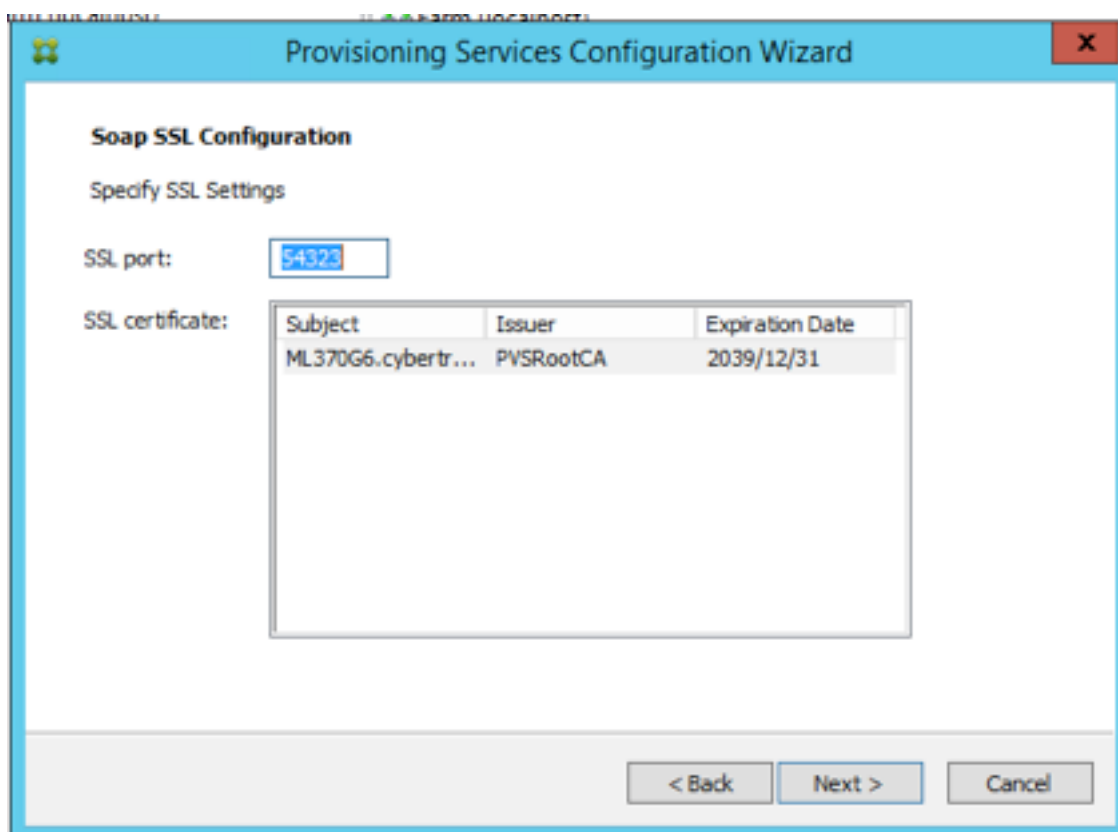 Provisioning Services Configuration Wizard
x
Soap SSL Configuration
Specify SSL Settings
SSL port: 54323
SSL certificate: Subject Issuer Expiration Date
ML370G6.cybertr... PVSRootCA 2039/12/31
< Back Next > Cancel